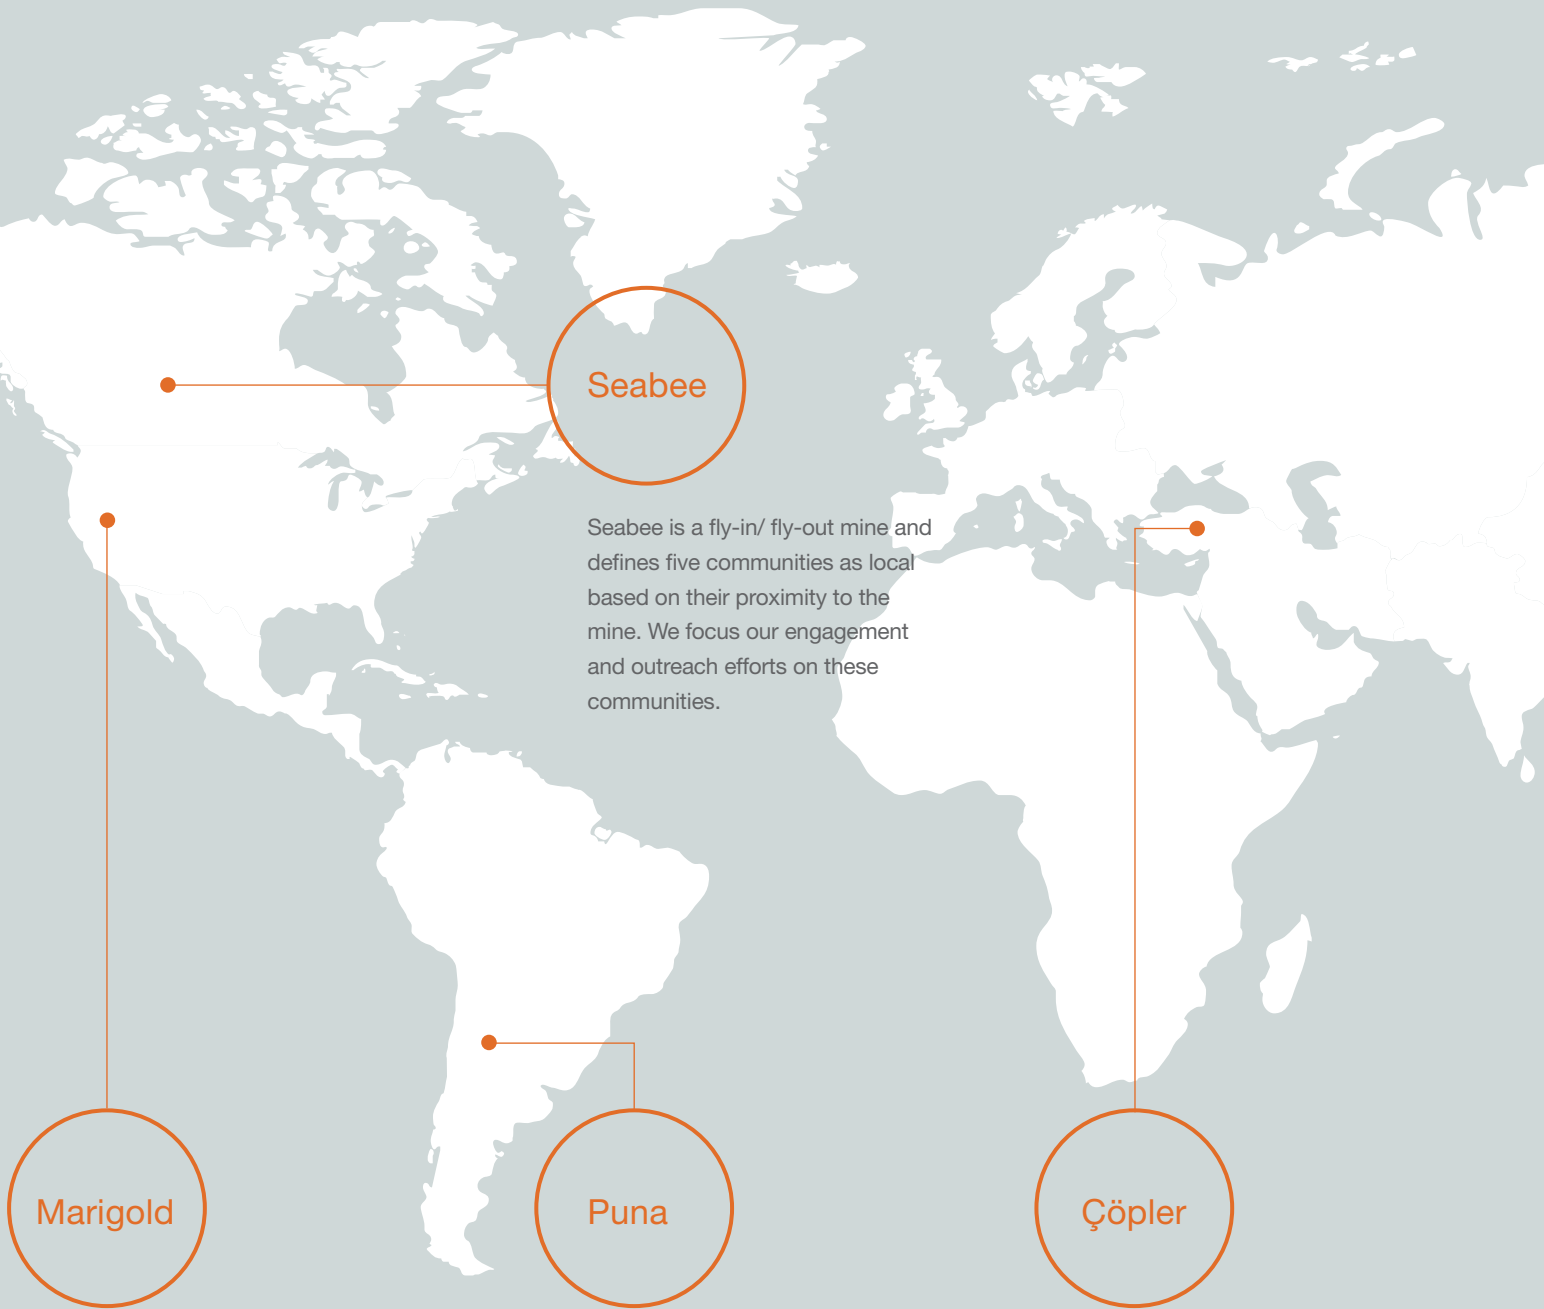 Seabee
Seabee is a fly-in/ fly-out mine and
defines five communities as local
based on their proximity to the
mine. We focus our engagement
and outreach efforts on these
communities.
Marigold
Puna
Çöpler